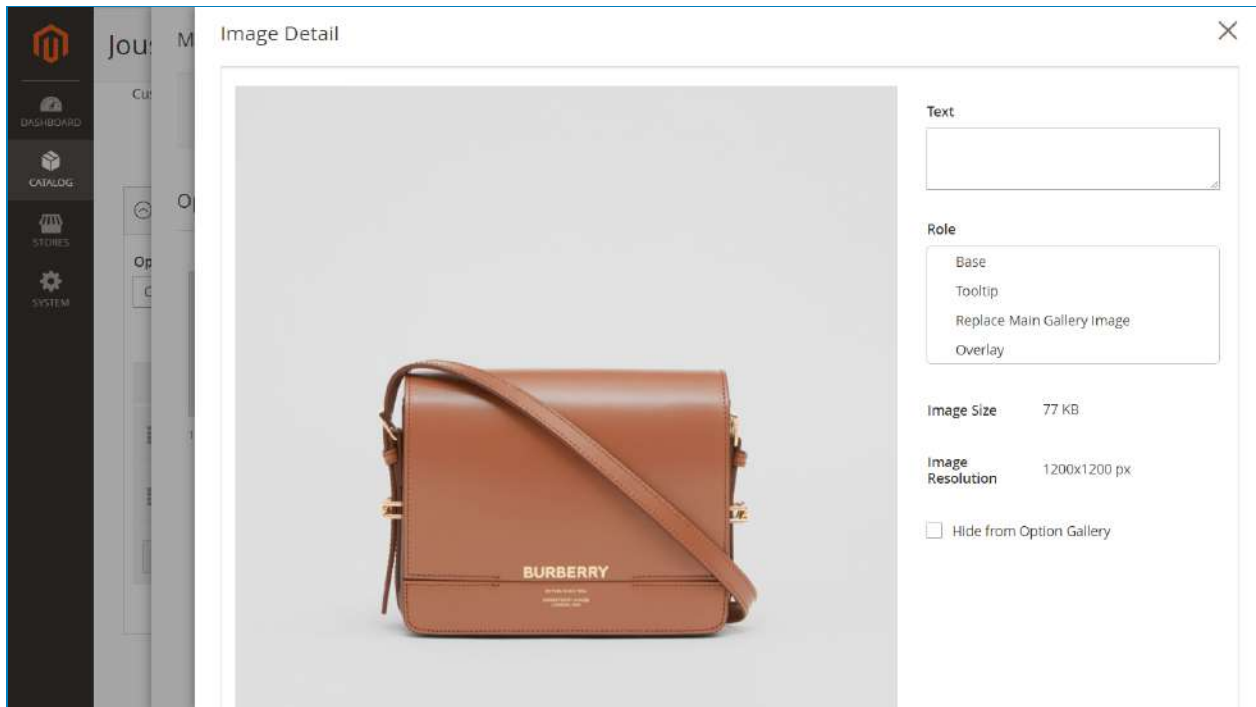 Image Detail
Jou
M
DASHBOARD
CATALOG
STORES
SYSTEM
Cu
Op
Op
C
1
BURBERRY
Text
Role
Base
Tooltip
Replace Main Gallery Image
Overlay
Image Size 77 KB
Image
Resolution 1200x1200 px
Hide from Option Gallery